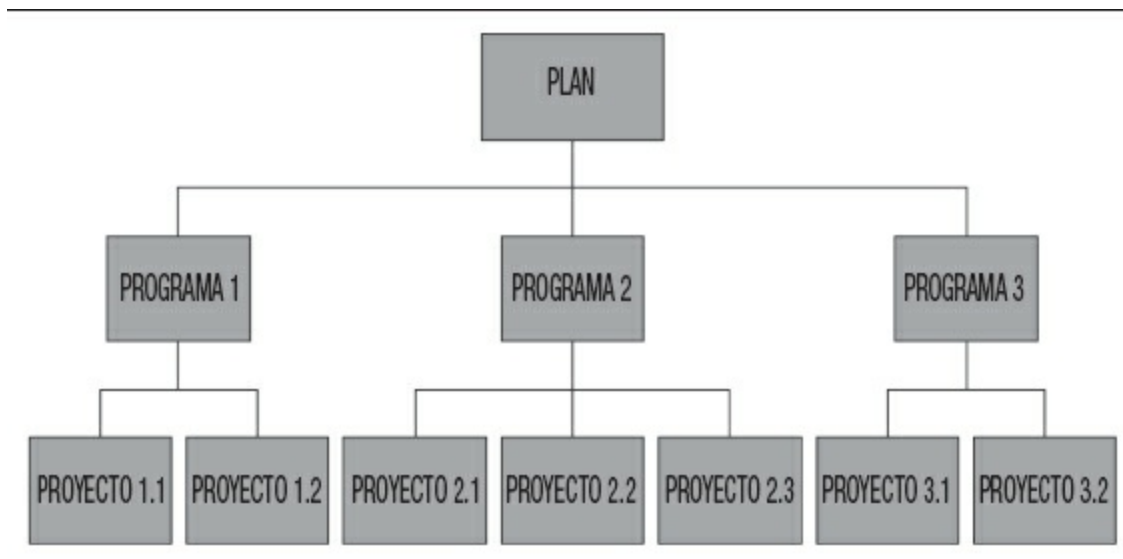 PLAN
PROGRAMA 1
PROGRAMA 2
PROGRAMA 3
PROYECTO 1.1
PROYECTO 1.2
PROYECTO 2.1
PROYECTO 2.2
PROYECTO 2.3
PROYECTO 3.1
PROYECTO 3.2